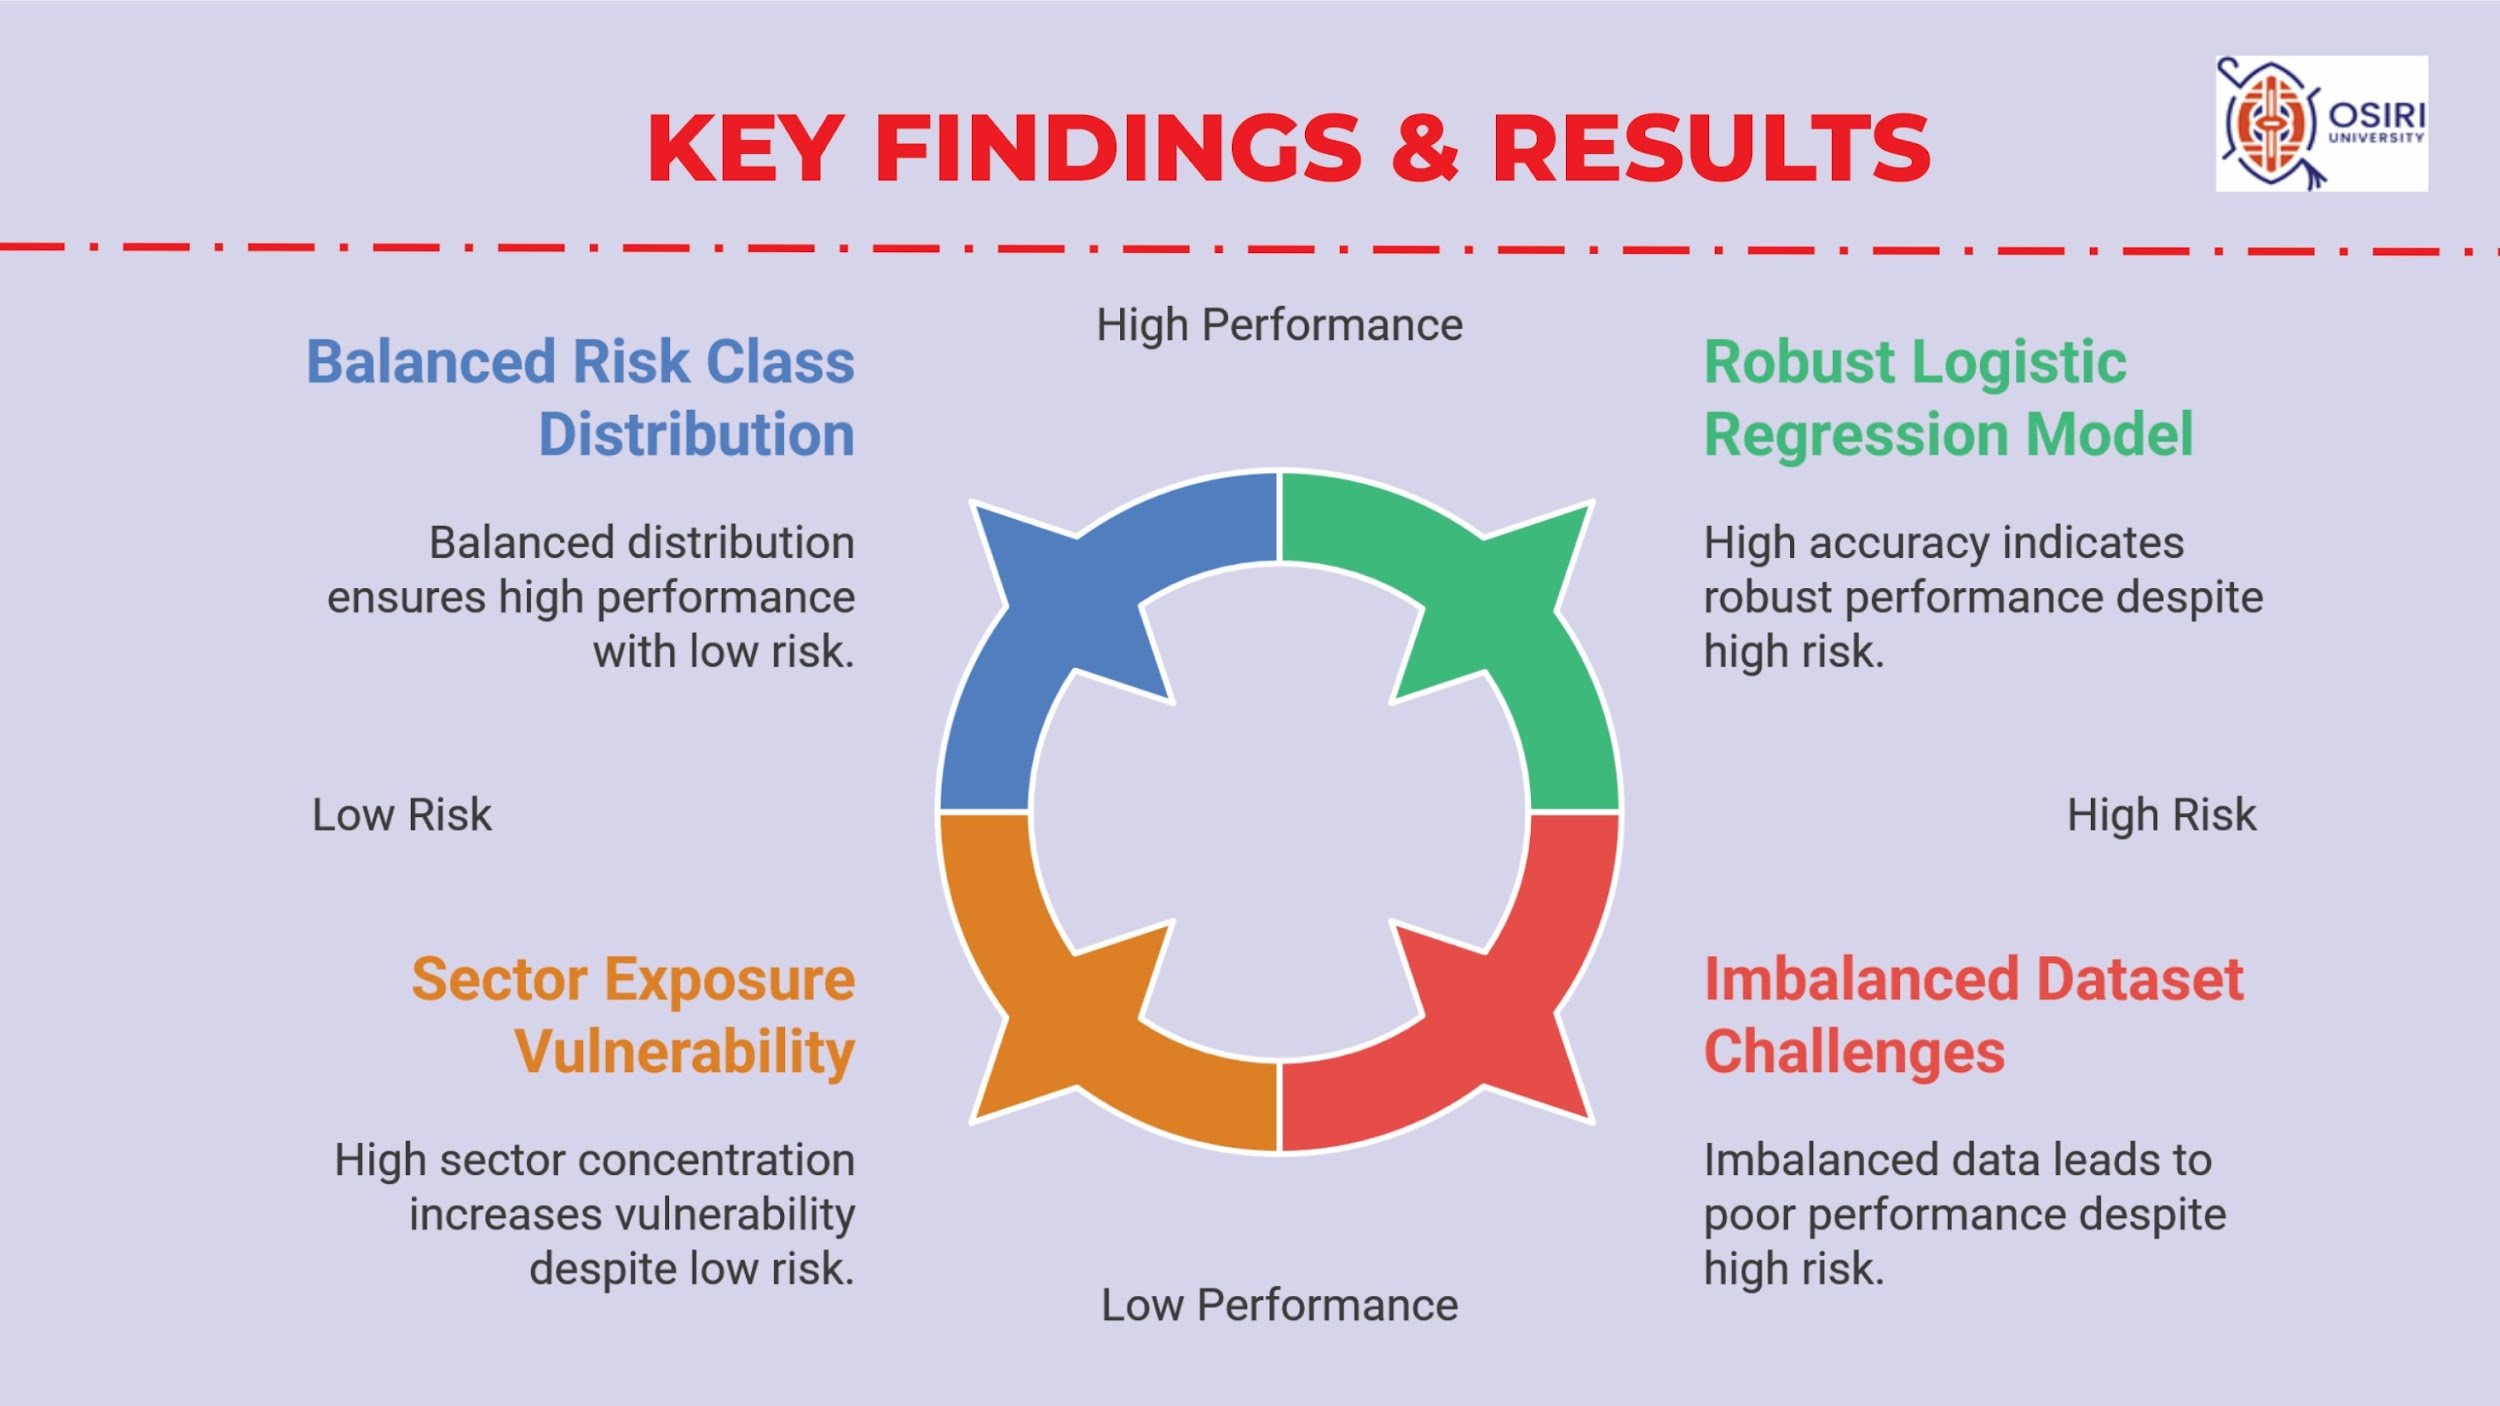 KEY FINDINGS & RESULTS
OSIRI
UNIVERSITY
High Performance
Balanced Risk Class
Distribution
Balanced distribution
ensures high performance
with low risk.
Robust Logistic
Regression Model
High accuracy indicates
robust performance despite
high risk.
Low Risk
High Risk
Sector Exposure
Vulnerability
High sector concentration
increases vulnerability
despite low risk.
Imbalanced Dataset
Challenges
Imbalanced data leads to
poor performance despite
high risk.
Low Performance